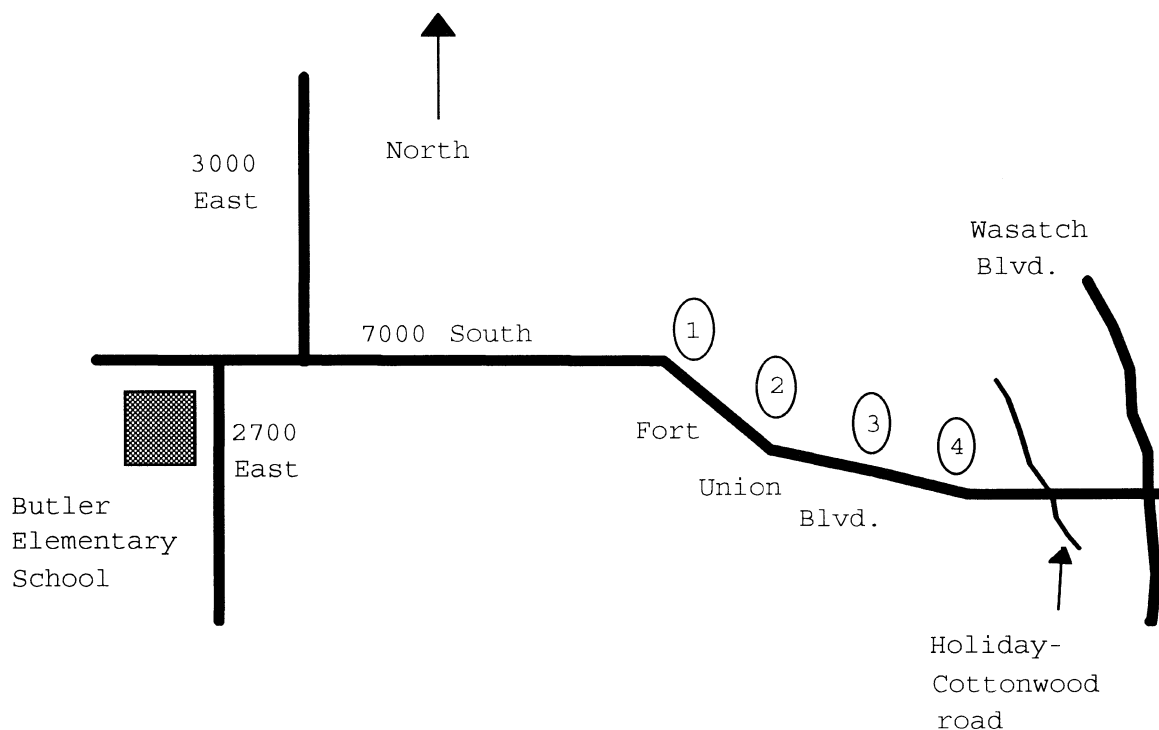 North
3000
East
Wasatch
Blvd.
7000 South
1
2
3
4
2700
East
Fort
Union
Blvd.
Butler
Elementary
School
Holiday-
Cottonwood
road